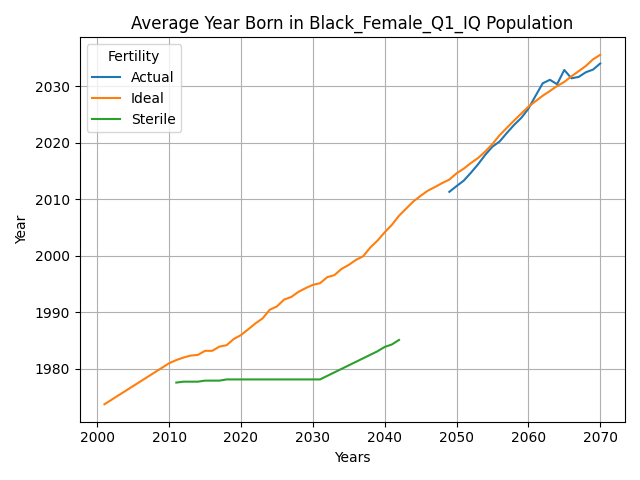 Average Year Born in Black_Female_Q1_IQ Population
Fertility
Actual
Ideal
Sterile
2030
2020
2010
2000
1990
1980
Year
2000 2010 2020 2030 2040 2050 2060 2070
Years